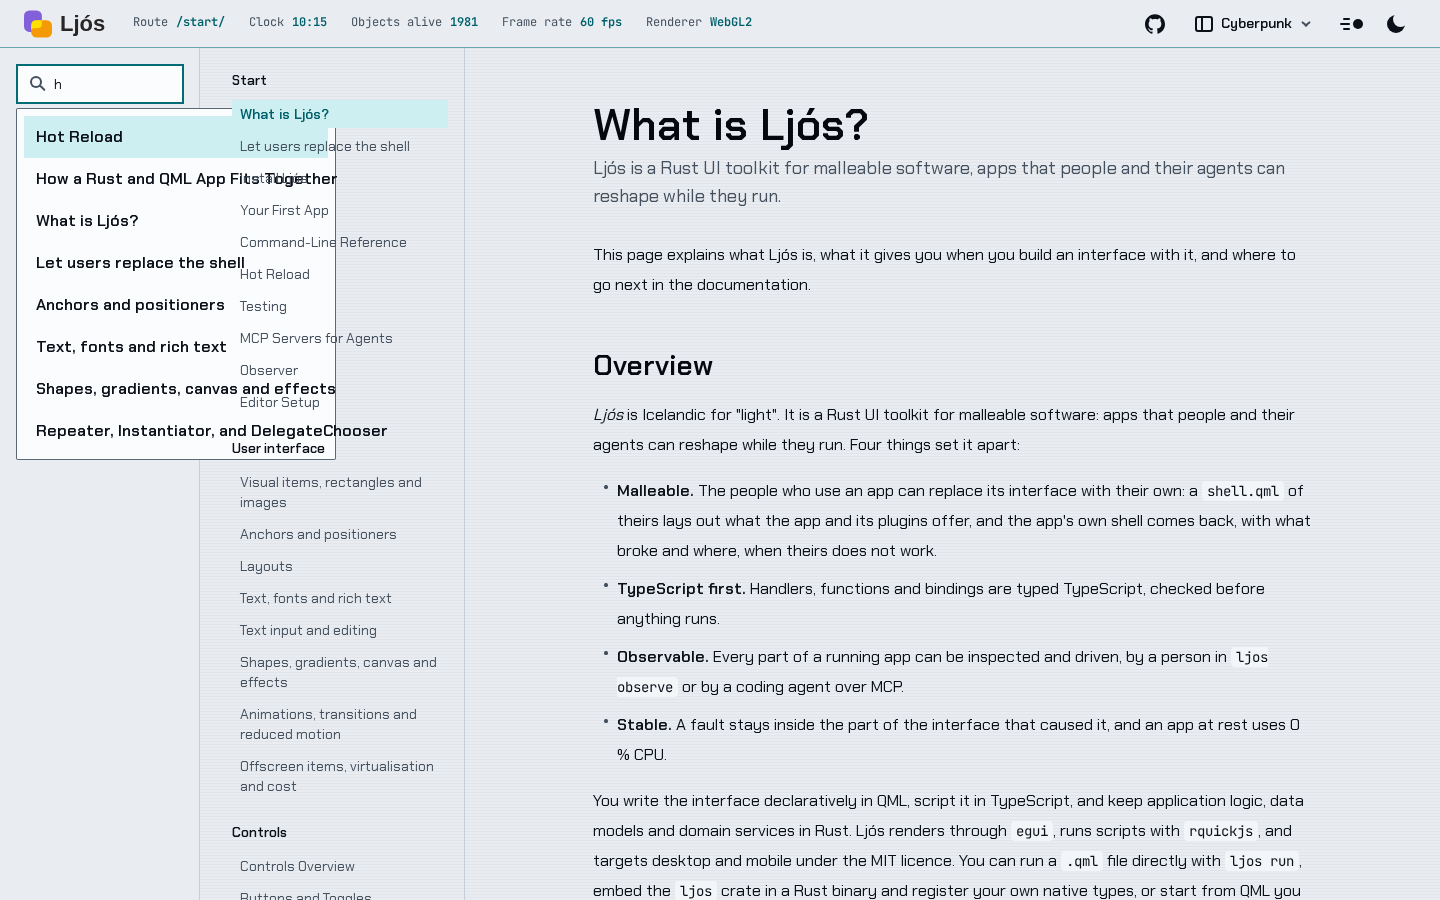 Ljós
Route /start/ Clock 10:15 Objects alive 1981 Frame rate 60 fps Renderer WebGL2
Cyberpunk
h
Hot Reload
How a Rust and QML App Fits Together
What is Ljós?
Let users replace the shell
Anchors and positioners
Text, fonts and rich text
Shapes, gradients, canvas and effects
Repeater, Instantiator, and DelegateChooser
Start
What is Ljós?
Let users replace the shell
Install Ljós
Your First App
Command-Line Reference
Hot Reload
Testing
MCP Servers for Agents
Observer
Editor Setup
User interface
Visual items, rectangles and
images
Anchors and positioners
Layouts
Text, fonts and rich text
Text input and editing
Shapes, gradients, canvas and
effects
Animations, transitions and
reduced motion
Offscreen items, virtualisation
and cost
Controls
Controls Overview
Buttons and Toggles
What is Ljós?
Ljós is a Rust UI toolkit for malleable software, apps that people and their agents can
reshape while they run.
This page explains what Ljós is, what it gives you when you build an interface with it, and where to
go next in the documentation.
Overview
Ljós is Icelandic for "light". It is a Rust UI toolkit for malleable software: apps that people and their
agents can reshape while they run. Four things set it apart:
• Malleable. The people who use an app can replace its interface with their own: a shell.qml of
theirs lays out what the app and its plugins offer, and the app's own shell comes back, with what
broke and where, when theirs does not work.
• TypeScript first. Handlers, functions and bindings are typed TypeScript, checked before
anything runs.
• Observable. Every part of a running app can be inspected and driven, by a person in ljos
observe or by a coding agent over MCP.
• Stable. A fault stays inside the part of the interface that caused it, and an app at rest uses 0
% CPU.
You write the interface declaratively in QML, script it in TypeScript, and keep application logic, data
models and domain services in Rust. Ljós renders through egui, runs scripts with rquickjs, and
targets desktop and mobile under the MIT licence. You can run a .qml file directly with ljos run,
embed the ljos crate in a Rust binary and register your own native types, or start from QML you